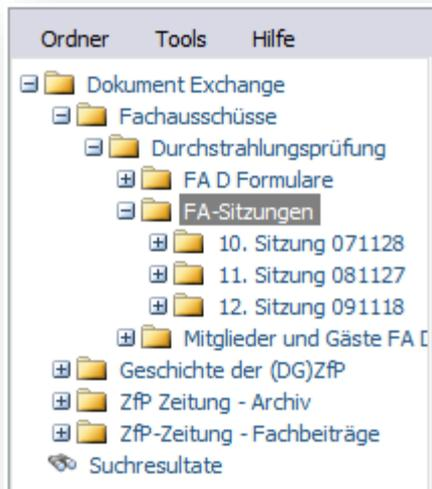 Ordner Tools Hilfe
Dokument Exchange
Fachausschüsse
Durchstrahlungsprüfung
FA D Formulare
FA-Sitzungen
10. Sitzung 071128
11. Sitzung 081127
12. Sitzung 091118
Mitglieder und Gäste FA
Geschichte der (DG)ZfP
ZfP Zeitung - Archiv
ZfP-Zeitung - Fachbeiträge
Suchresultate